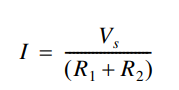 I = V_s / (R_1 + R_2)